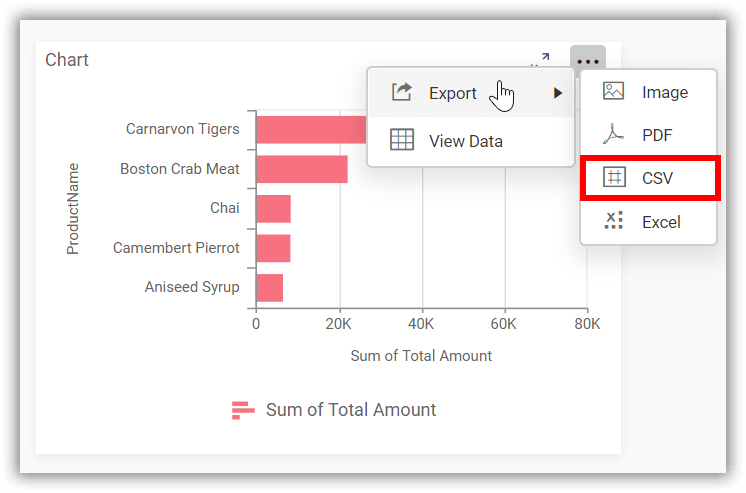 Chart
Export
View Data
Image
PDF
CSV
Excel
ProductName
Carnarvon Tigers
Boston Crab Meat
Chai
Camembert Pierrot
Aniseed Syrup
0 20K 40K 60K 80K
Sum of Total Amount
Sum of Total Amount